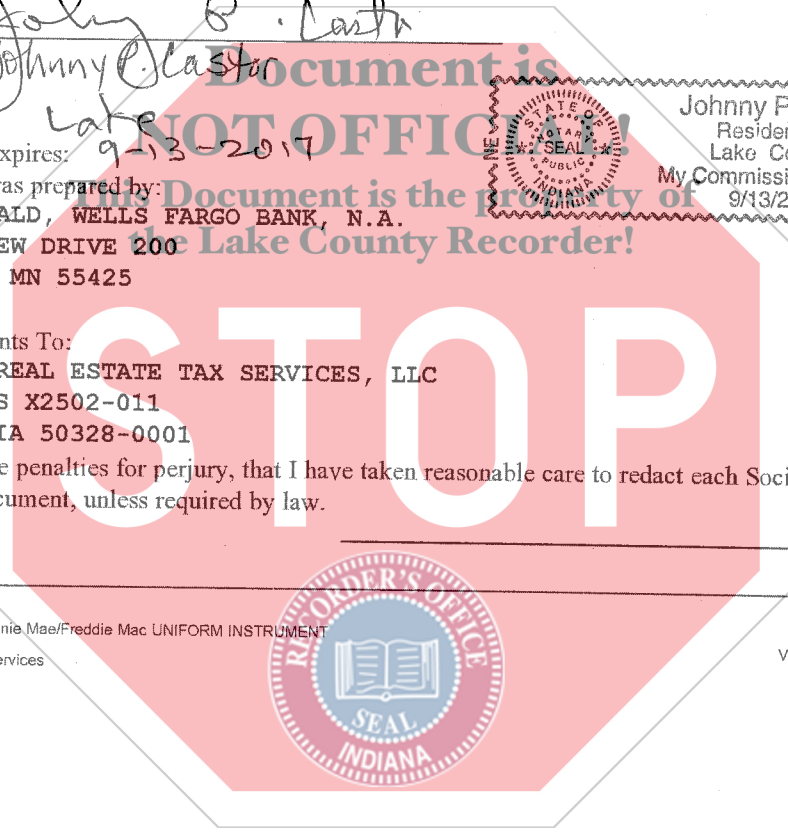 Johnny P. Castor
Lake
xpires: 9-13-2017
as prepared by:
ALD, WELLS FARGO BANK, N.A.
EW DRIVE 200
MN 55425
nts To:
REAL ESTATE TAX SERVICES, LLC
S X2502-011
IA 50328-0001
e penalties for perjury, that I have taken reasonable care to redact each Soci
cument, unless required by law.
nie Mae/Freddie Mac UNIFORM INSTRUMENT
ervices
V
NE
STATE OF
NOTARY
SEAL
PUBLIC
INDIANA
Johnny P
Residen
Lake Co
My Commissi
9/13/2
Document is
NOT OFFICIAL!
This Document is the property of
the Lake County Recorder!
STOP
RECORDER'S OFFICE
SEAL
INDIANA